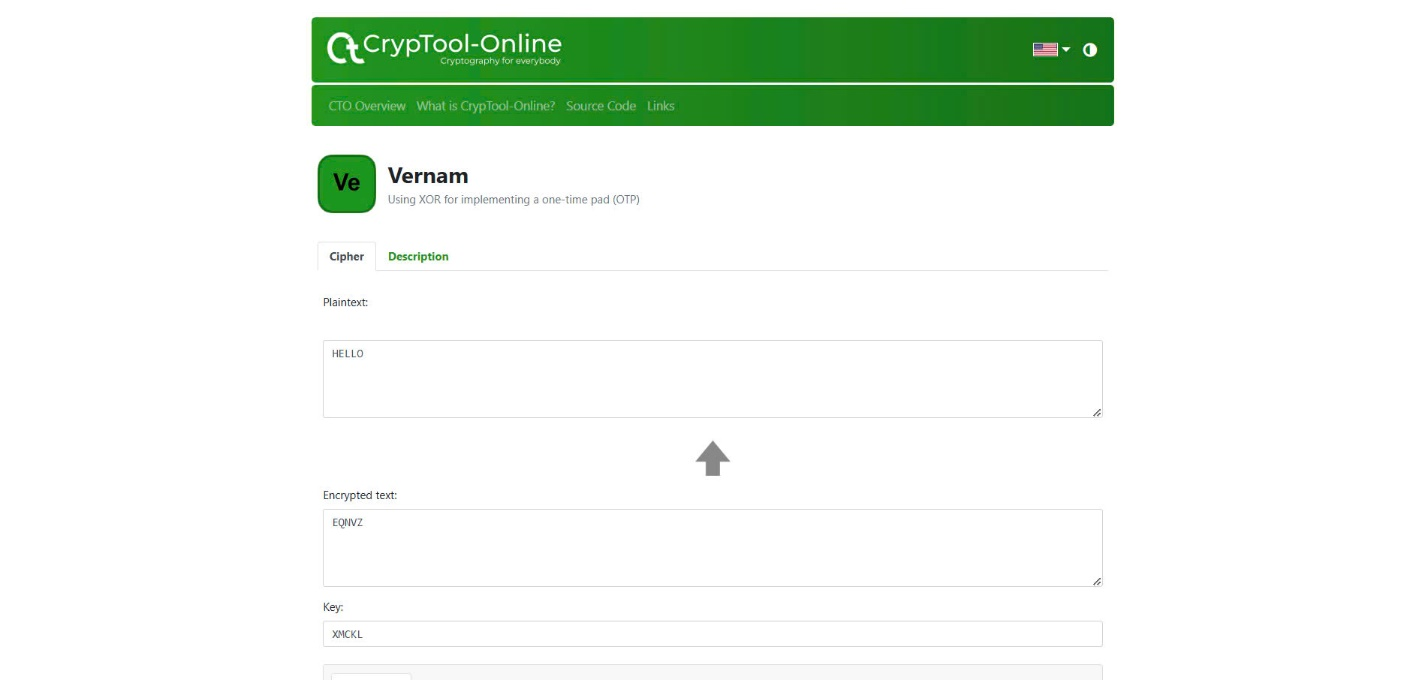 CrypTool-Online
Cryptography for everybody
CTO Overview What is CrypTool-Online? Source Code Links
Ve
Vernam
Using XOR for implementing a one-time pad (OTP)
Cipher Description
Plaintext:
HELLO
Encrypted text:
EQNVZ
Key:
XMCKL